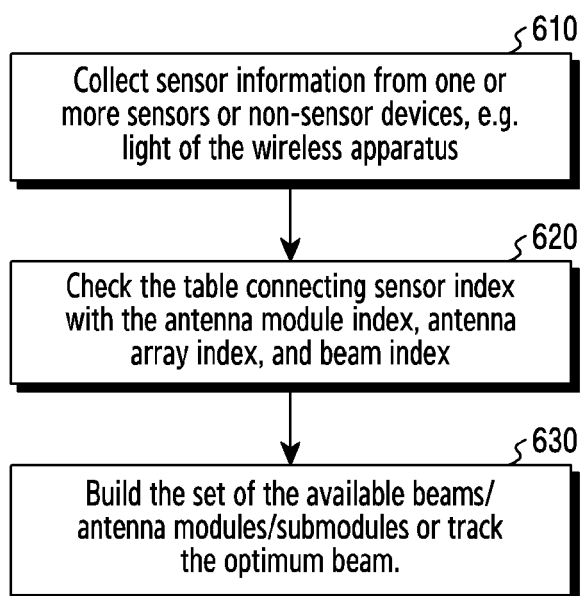 610
Collect sensor information from one or
more sensors or non-sensor devices, e.g.
light of the wireless apparatus
620
Check the table connecting sensor index
with the antenna module index, antenna
array index, and beam index
630
Build the set of the available beams/
antenna modules/submodules or track
the optimum beam.